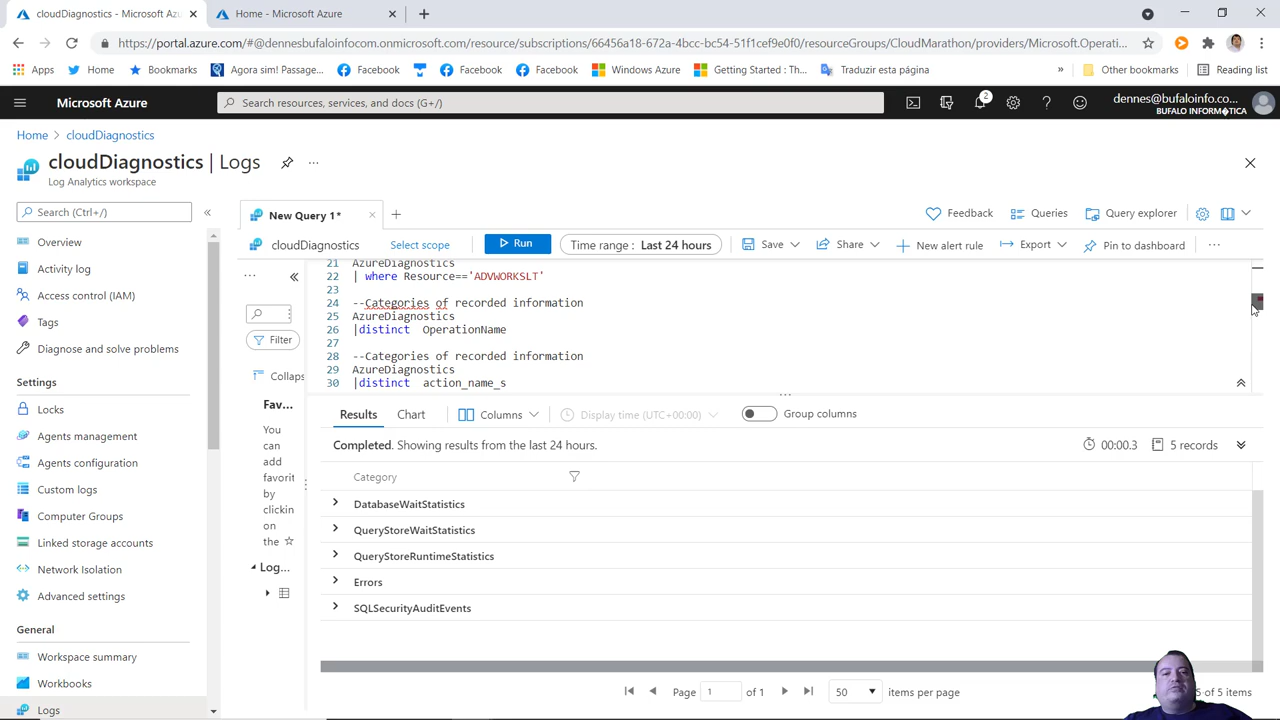 cloudDiagnostics - Microsoft Az
Home - Microsoft Azure
https://portal.azure.com/#@dennesbufaloinfocom.onmicrosoft.com/resource/subscriptions/66456a18-672a-4bcc-bc54-51f1cef9e0f0/resourceGroups/CloudMarathon/providers/Microsoft.Operati...
Apps Home Bookmarks Agora sim! Passage... Facebook Facebook Facebook Windows Azure Getting Started : Th... Traduzir esta página » Other bookmarks Reading list
Microsoft Azure
Search resources, services, and docs (G+/)
2
dennes@bufaloinfo.co...
BUFALO INFORM�TICA
Home > cloudDiagnostics
cloudDiagnostics | Logs
Log Analytics workspace
Search (Ctrl+/)
Overview
Activity log
Access control (IAM)
Tags
Diagnose and solve problems
Settings
Locks
Agents management
Agents configuration
Custom logs
Computer Groups
Linked storage accounts
Network Isolation
Advanced settings
General
Workspace summary
Workbooks
Logs
New Query 1*
Feedback Queries Query explorer
cloudDiagnostics Select scope Run Time range : Last 24 hours Save Share New alert rule Export Pin to dashboard
Filter
Collaps
Fav...
You
can
add
favorit
by
clickin
on
the
Log...
21 AzureDiagnostics
22 | where Resource=='ADVWORKSLT'
23
24 --Categories of recorded information
25 AzureDiagnostics
26 |distinct OperationName
27
28 --Categories of recorded information
29 AzureDiagnostics
30 |distinct action_name_s
Results Chart Columns Display time (UTC+00:00) Group columns
Completed. Showing results from the last 24 hours. 00:00.3 5 records
Category
DatabaseWaitStatistics
QueryStoreWaitStatistics
QueryStoreRuntimeStatistics
Errors
SQLSecurityAuditEvents
Page 1 of 1 50 items per page 5 of 5 items